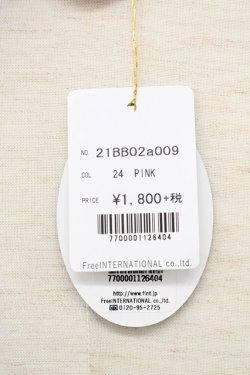 NO. 21BB02a009
COL 24 PINK
PRICE ¥1,800+税
7700001126404
FreeINTERNATIONAL co.,ltd.
7700001126404
http://www.fint.jp
FreeINTERNATIONAL co.,ltd.
0120-95-2725